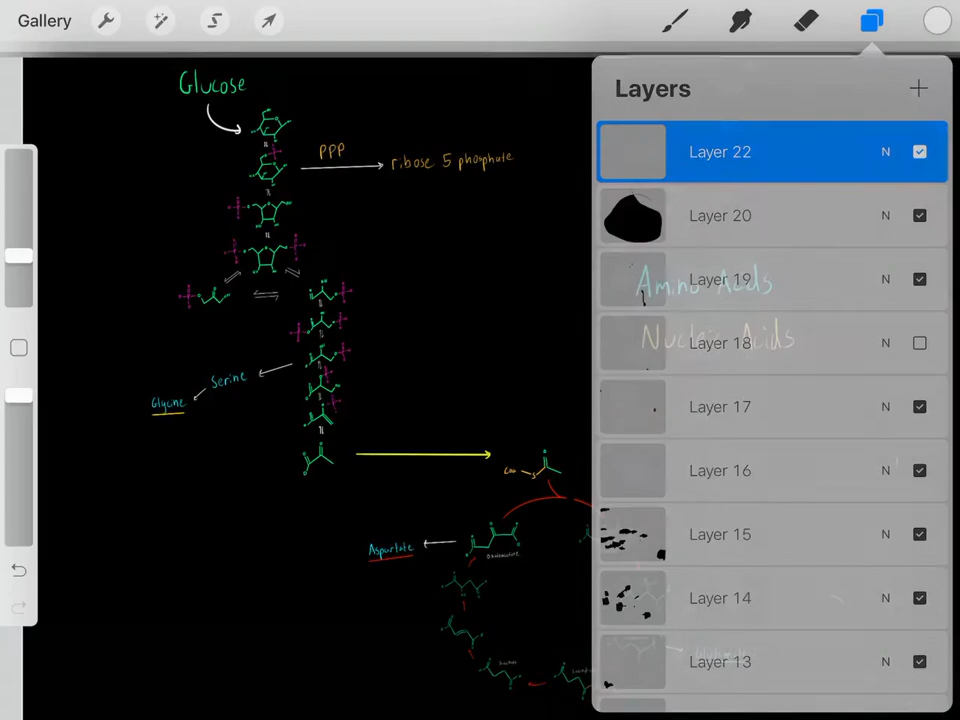 Gallery
Layers
Glucose
PPP
ribose 5 phosphate
Serine
Glycine
Aspartate
Oxaloacetate
Layer 22 N
Layer 20 N
Layer 19 N
Amino Acids
Layer 18 N
Nucleic Acids
Layer 17 N
Layer 16 N
Layer 15 N
Layer 14 N
Layer 13 N